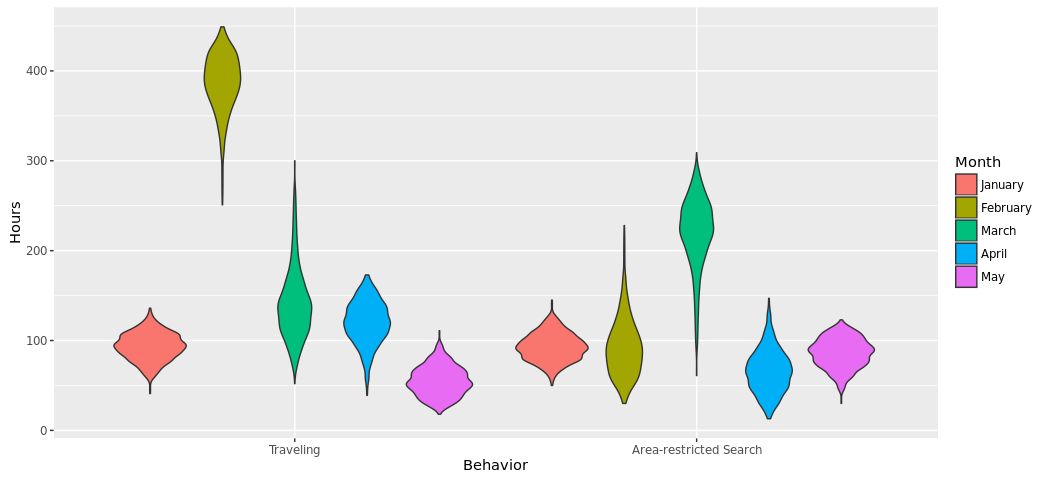 Hours
400
300
200
100
0
Traveling
Area-restricted Search
Behavior
Month
January
February
March
April
May